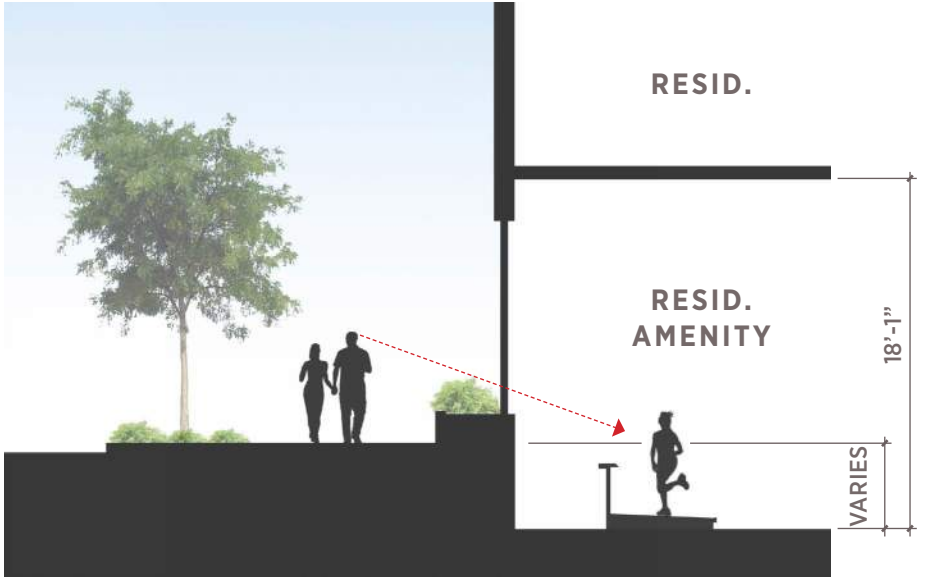 RESID.
RESID.
AMENITY
18'-1"
VARIES